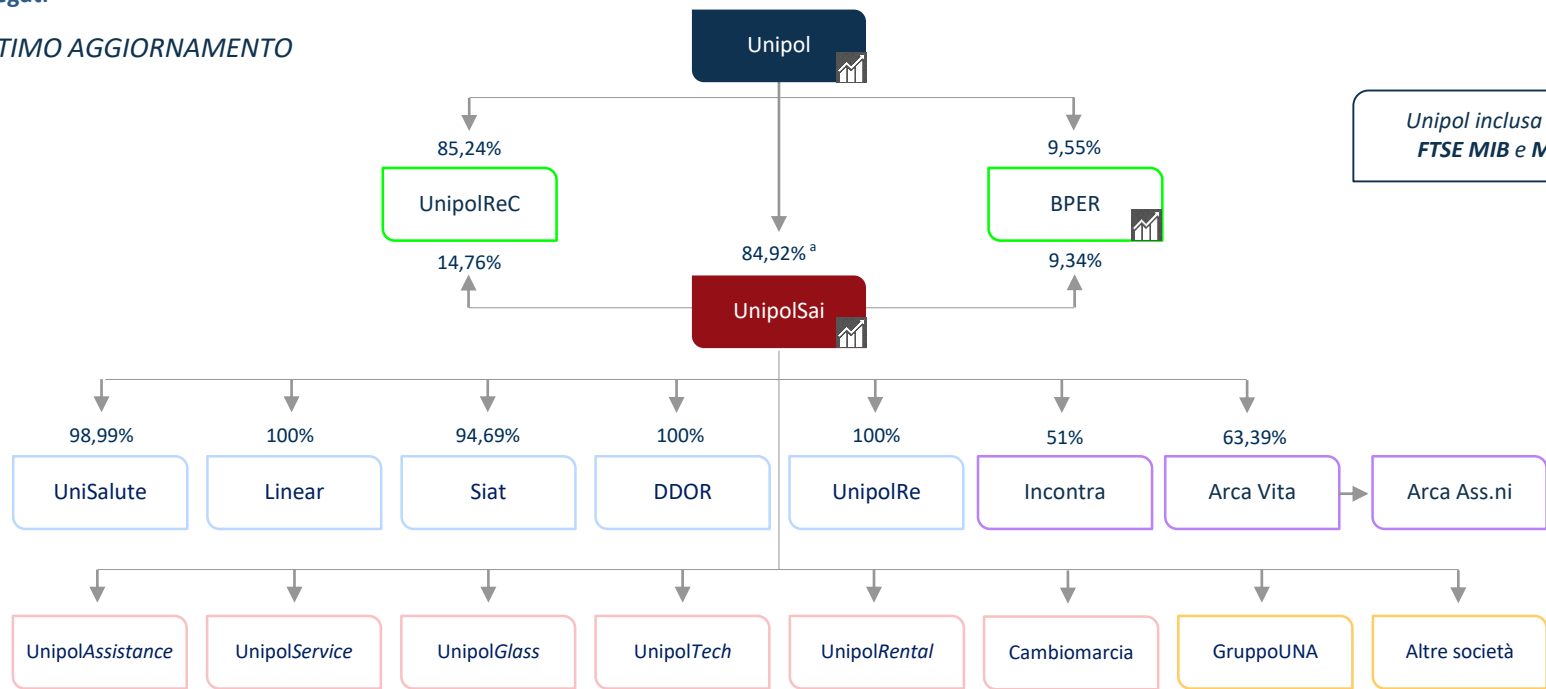 TIMO AGGIORNAMENTO
Unipol
Unipol inclusa
FTSE MIB e M
85,24%
9,55%
UnipolReC
BPER
14,76%
84,92% a
9,34%
UnipolSai
98,99%
100%
94,69%
100%
100%
51%
63,39%
UniSalute
Linear
Siat
DDOR
UnipolRe
Incontra
Arca Vita
Arca Ass.ni
UnipolAssistance
UnipolService
UnipolGlass
UnipolTech
UnipolRental
Cambiomarcia
GruppoUNA
Altre società